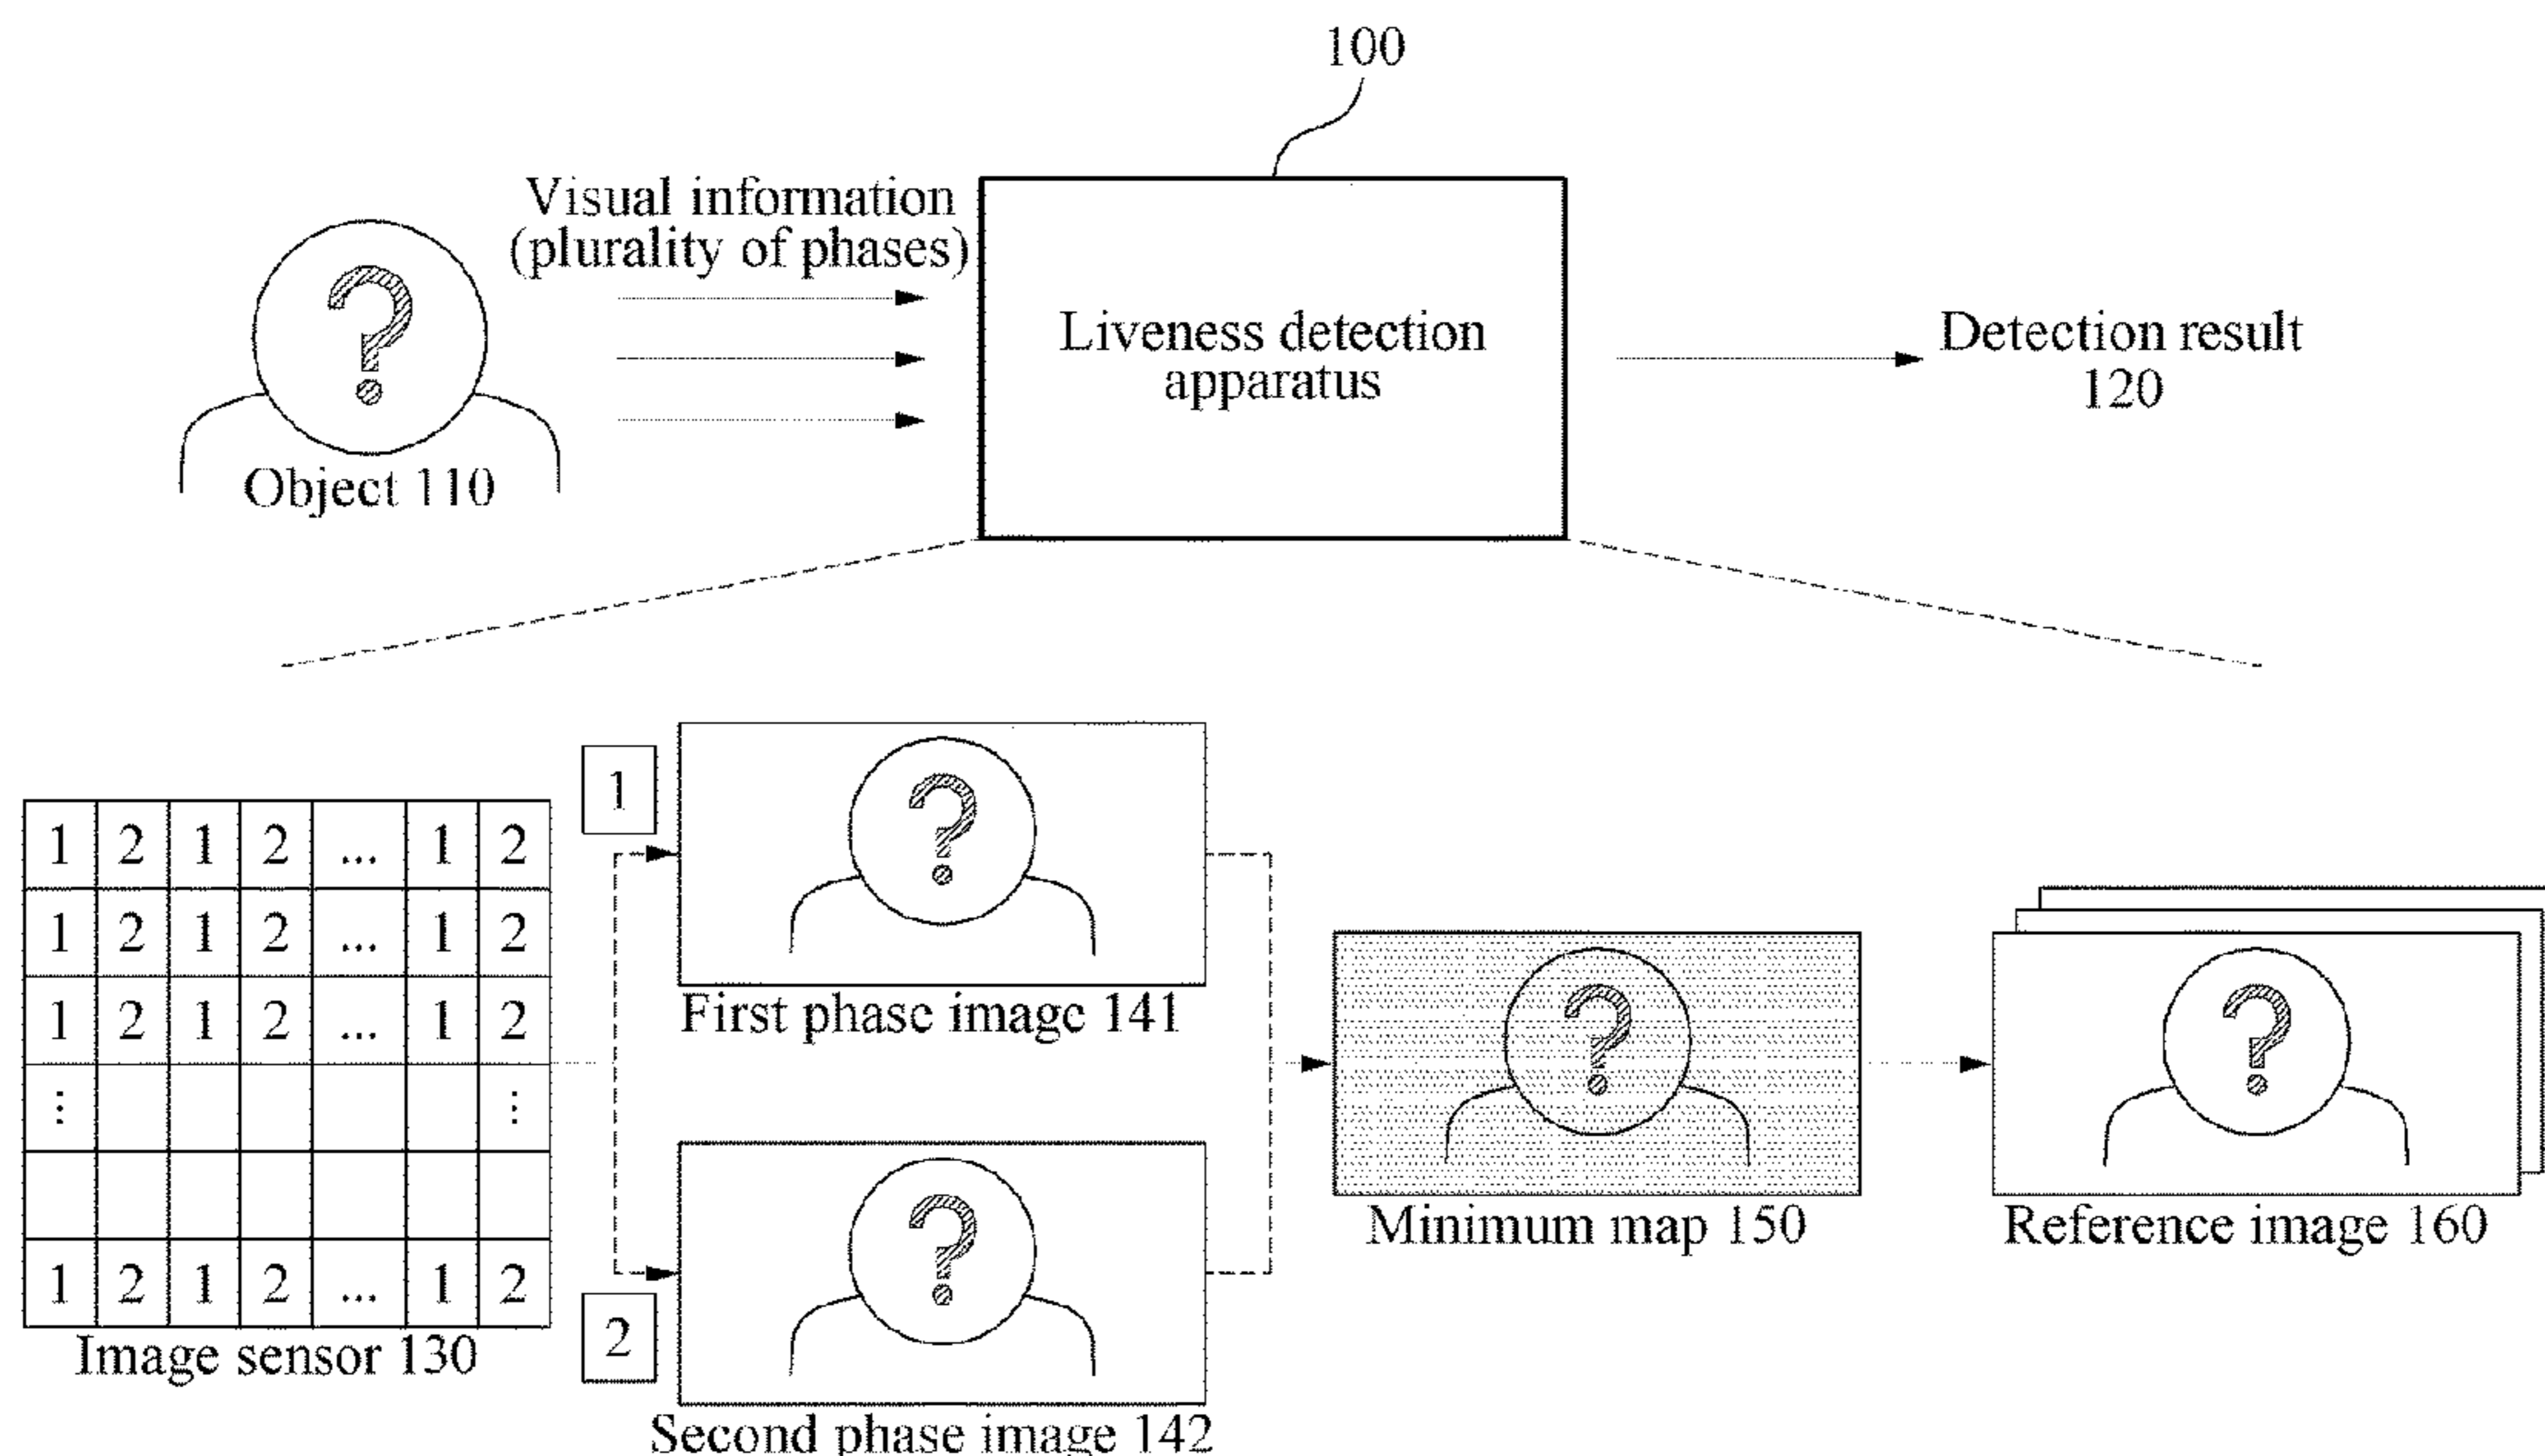 100
Visual information
(plurality of phases)
?
Liveness detection
apparatus
Detection result
120
Object 110
1
?
1 2 1 2 ... 1 2
1 2 1 2 ... 1 2
1 2 1 2 ... 1 2
⋮ ⋮
1 2 1 2 ... 1 2
First phase image 141
?
?
Minimum map 150
Reference image 160
?
2
Image sensor 130
Second phase image 142